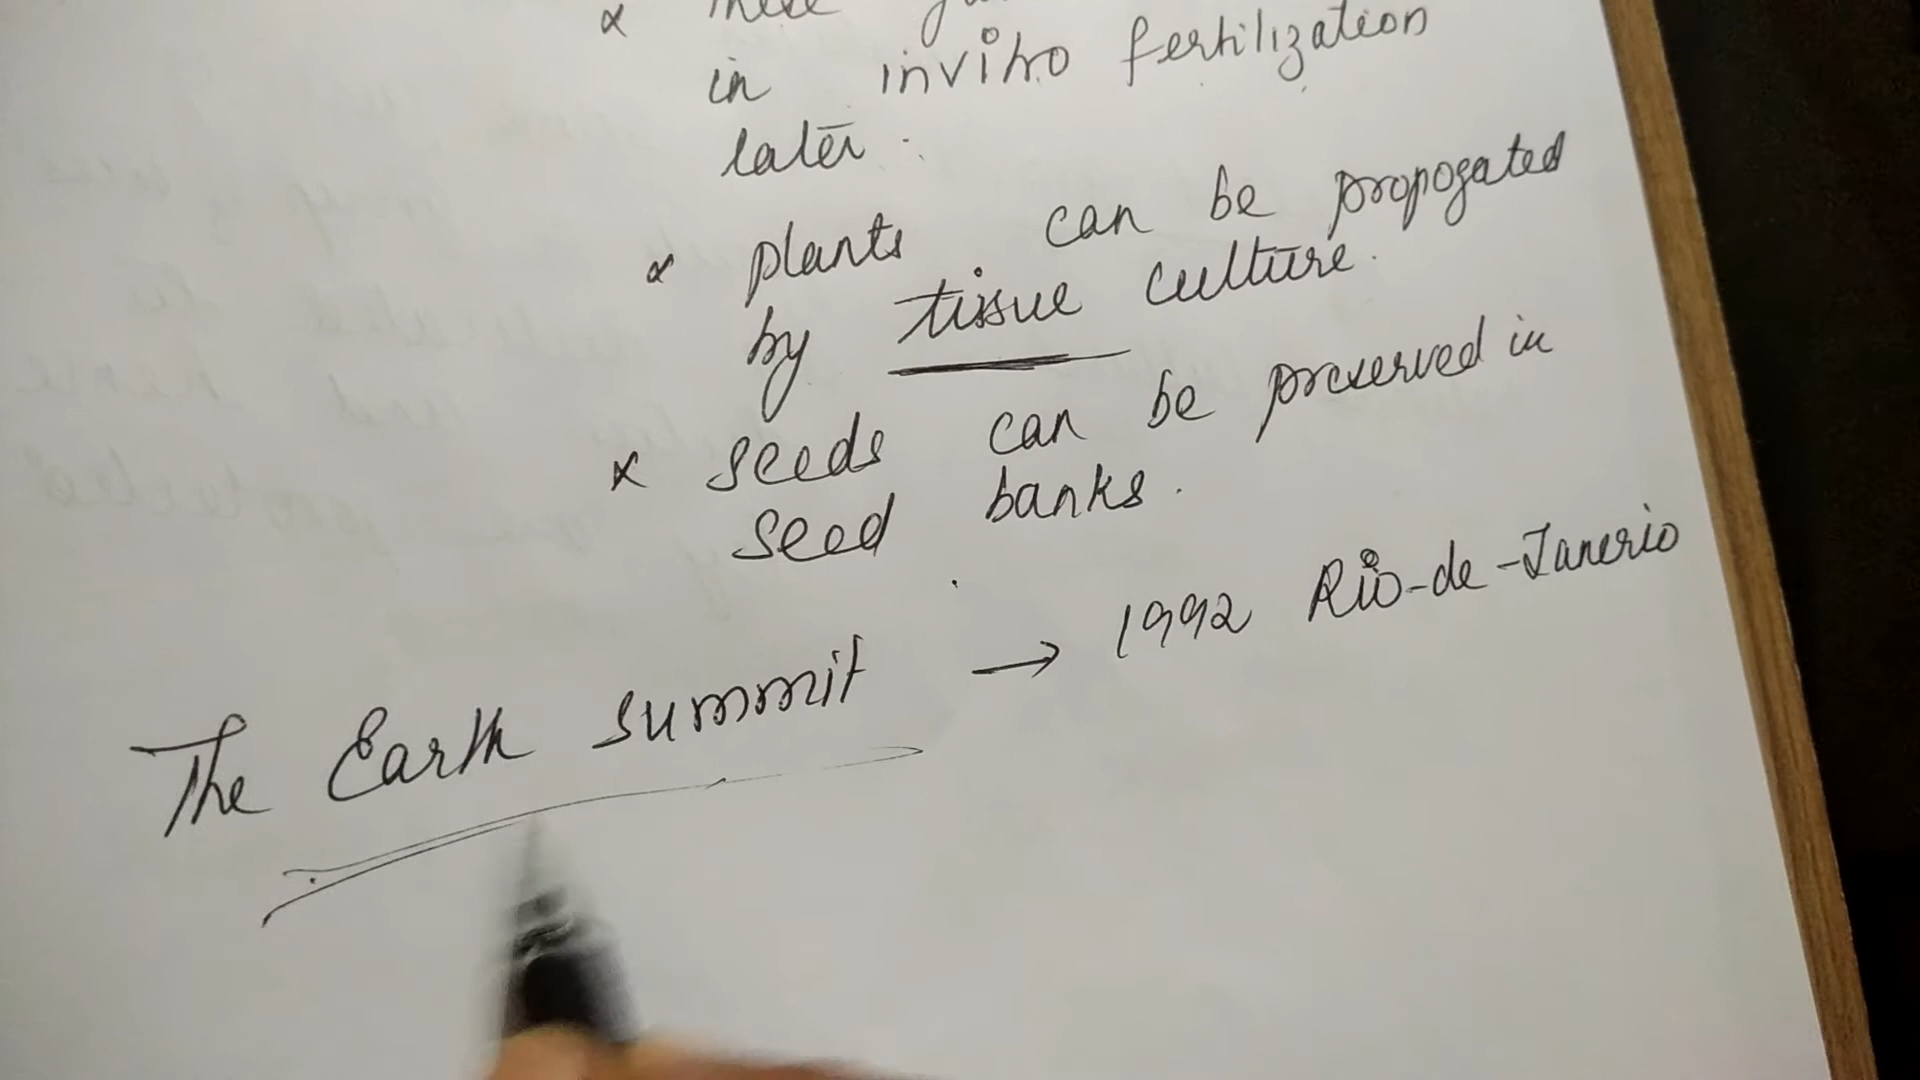 × these
in invitro fertilization
later.
× plants can be propogated
by tissue culture.
× seeds can be preserved in
seed banks.
The Earth summit → 1992 Rio-de-Janerio